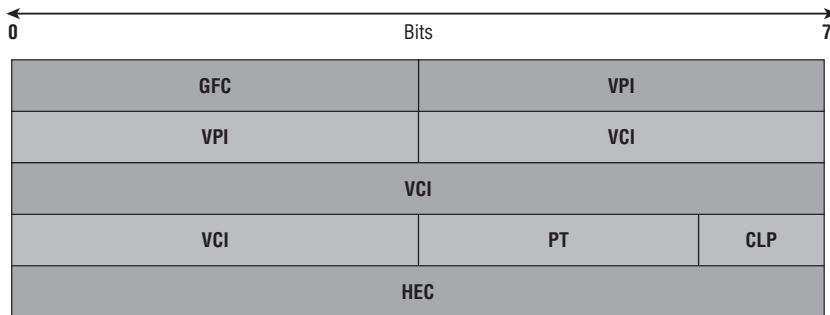 0 Bits 7
GFC VPI
VPI VCI
VCI
VCI PT CLP
HEC